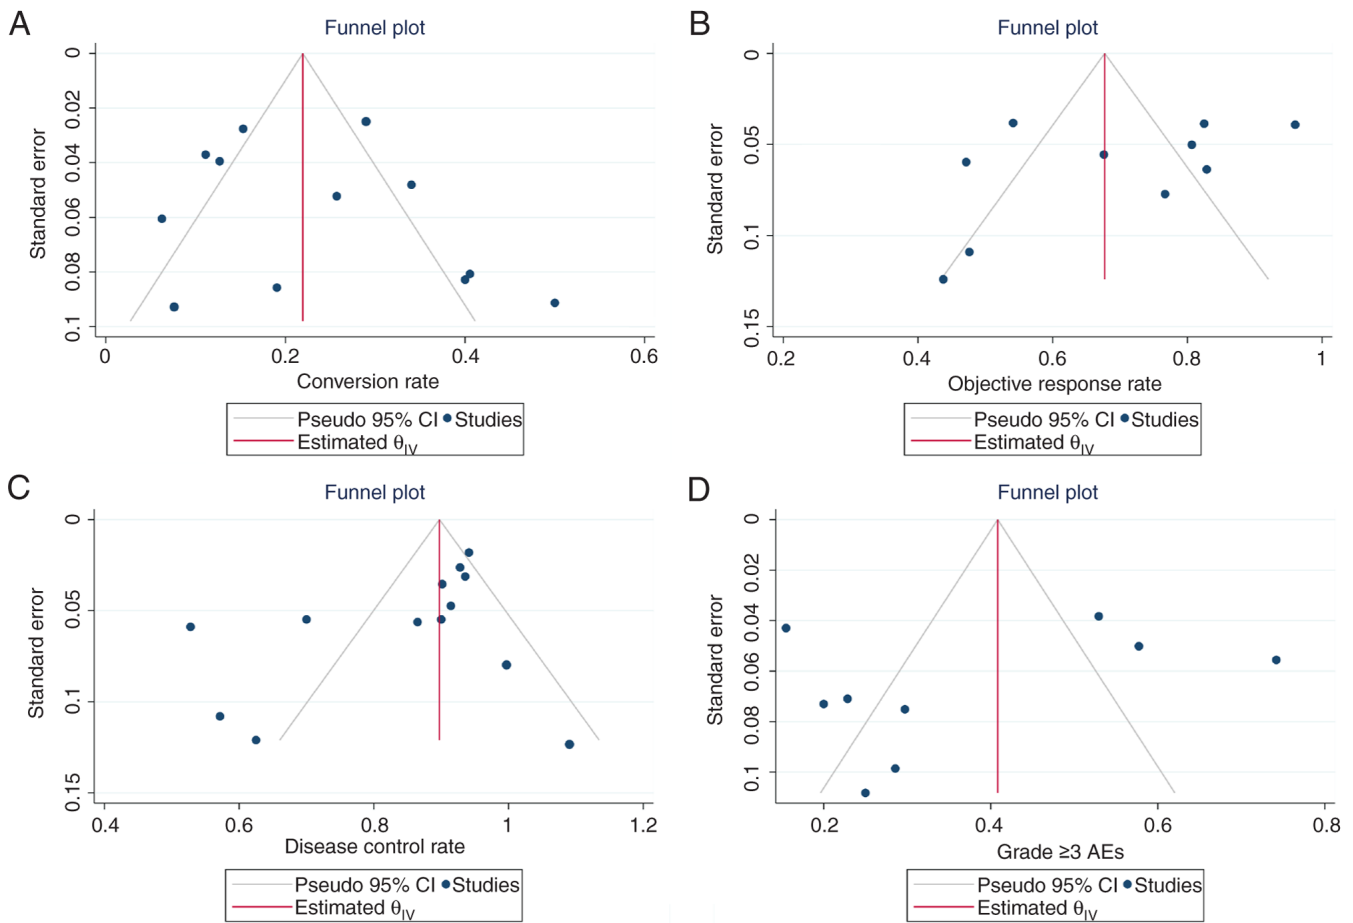 A
Funnel plot
Standard error
0
0.02
0.04
0.06
0.08
0.1
0
0.2
0.4
0.6
Conversion rate
Pseudo 95% CI Studies
Estimated θIV
B
Funnel plot
Standard error
0
0.05
0.1
0.15
0.2
0.4
0.6
0.8
1
Objective response rate
Pseudo 95% CI Studies
Estimated θIV
C
Funnel plot
Standard error
0
0.05
0.1
0.15
0.4
0.6
0.8
1
1.2
Disease control rate
Pseudo 95% CI Studies
Estimated θIV
D
Funnel plot
Standard error
0
0.02
0.04
0.06
0.08
0.1
0.2
0.4
0.6
0.8
Grade ≥3 AEs
Pseudo 95% CI Studies
Estimated θIV